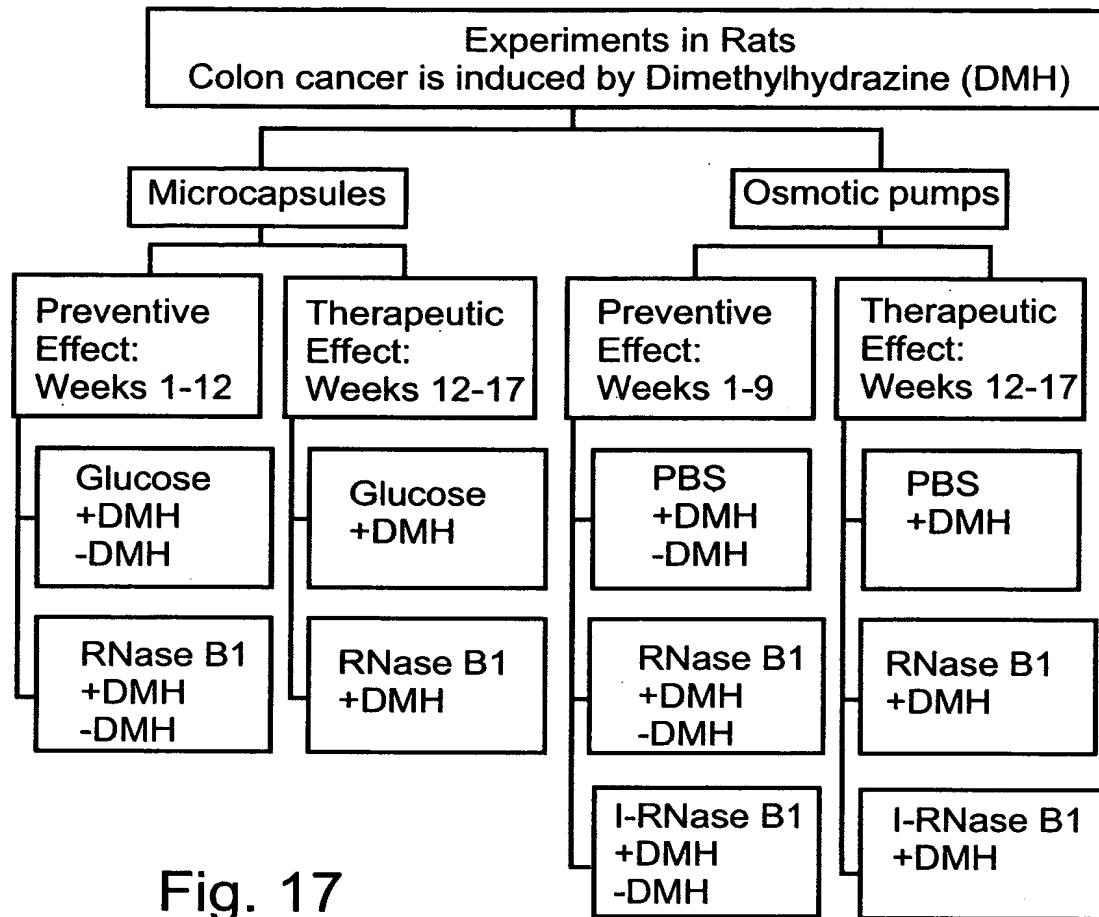 Experiments in Rats
Colon cancer is induced by Dimethylhydrazine (DMH)
Microcapsules
Osmotic pumps
Preventive
Effect:
Weeks 1-12
Therapeutic
Effect:
Weeks 12-17
Preventive
Effect:
Weeks 1-9
Therapeutic
Effect:
Weeks 12-17
Glucose
+DMH
-DMH
Glucose
+DMH
PBS
+DMH
-DMH
PBS
+DMH
RNase B1
+DMH
-DMH
RNase B1
+DMH
RNase B1
+DMH
-DMH
RNase B1
+DMH
I-RNase B1
+DMH
-DMH
I-RNase B1
+DMH
Fig. 17